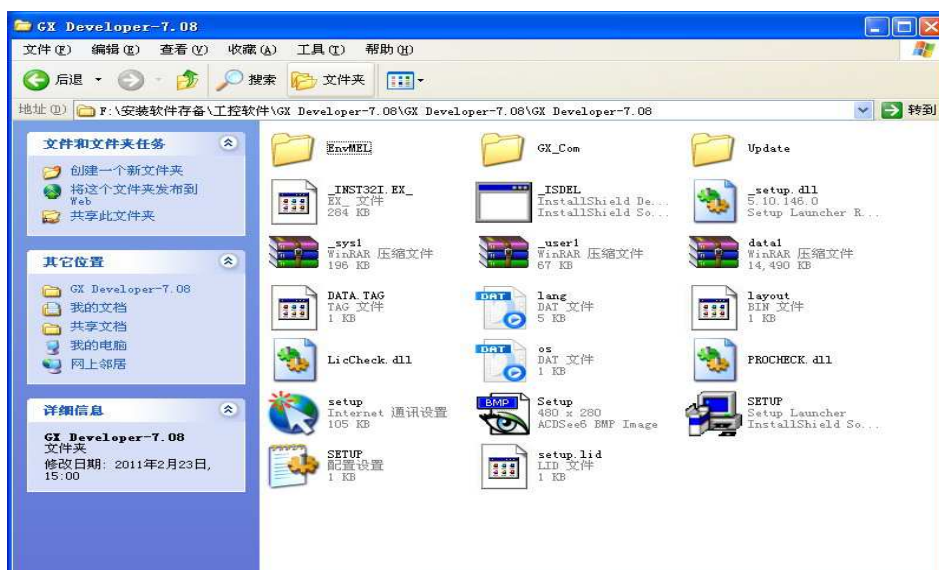 GX Developer-7.08
文件(F) 编辑(E) 查看(V) 收藏(A) 工具(T) 帮助(H)
后退 搜索 文件夹
地址(D) F:\安装软件存备\工控软件\GX Developer-7.08\GX Developer-7.08\GX Developer-7.08 转到
文件和文件夹任务
创建一个新文件夹
将这个文件夹发布到
Web
共享此文件夹
其它位置
GX Developer-7.08
我的文档
共享文档
我的电脑
网上邻居
详细信息
GX Developer-7.08
文件夹
修改日期: 2011年2月23日,
15:00
EnvMEL
GX_Com
Update
_INST32I.EX_
EX_ 文件
284 KB
_ISDEL
InstallShield De...
InstallShield So...
_setup.dll
5.10.146.0
Setup Launcher R...
_sys1
WinRAR 压缩文件
196 KB
_user1
WinRAR 压缩文件
67 KB
data1
WinRAR 压缩文件
14,490 KB
DATA.TAG
TAG 文件
1 KB
DAT
lang
DAT 文件
5 KB
layout
BIN 文件
1 KB
LicCheck.dll
DAT
os
DAT 文件
1 KB
PROCHECK.dll
setup
Internet 通讯设置
105 KB
BMP
Setup
480 x 280
ACDSee6 BMP Image
SETUP
Setup Launcher
InstallShield So...
SETUP
配置设置
1 KB
setup.lid
LID 文件
1 KB